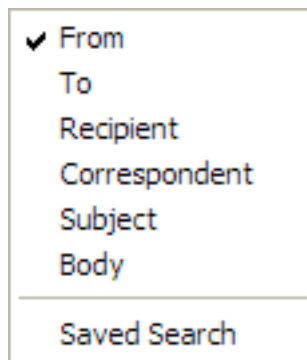 From
To
Recipient
Correspondent
Subject
Body
Saved Search